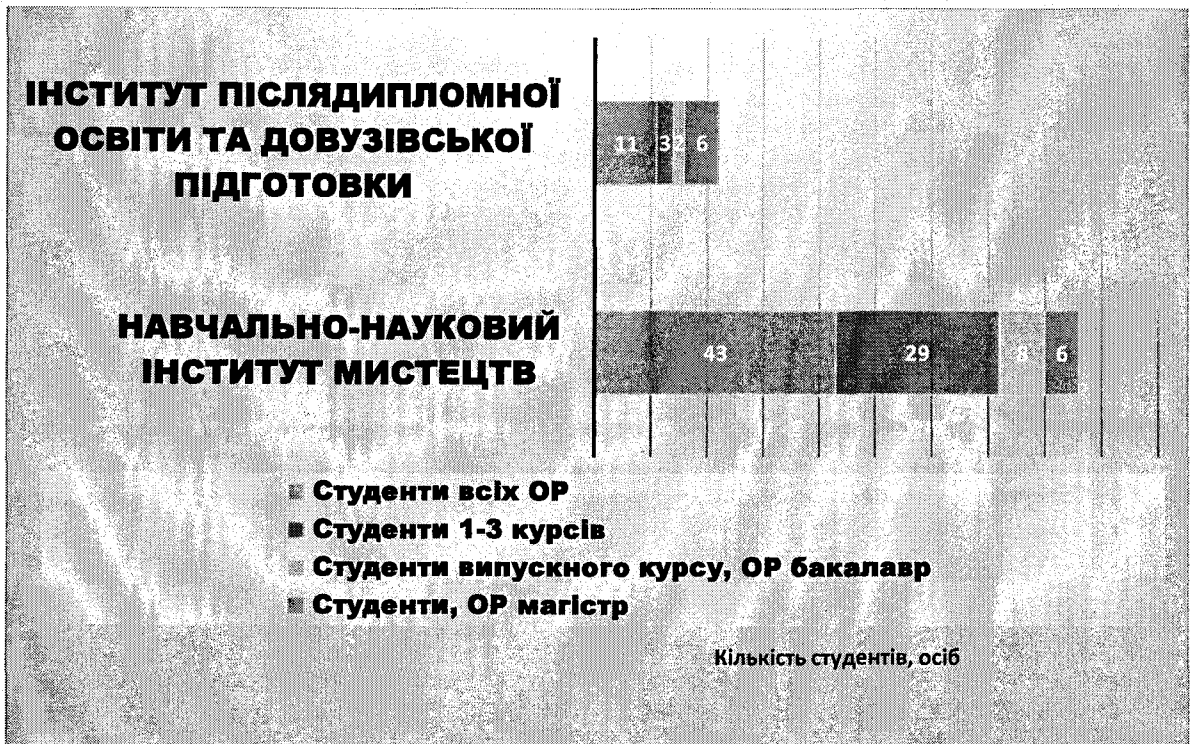 ІНСТИТУТ ПІСЛЯДИПЛОМНОЇ
ОСВІТИ ТА ДОВУЗІВСЬКОЇ
ПІДГОТОВКИ
11 3 2 6
НАВЧАЛЬНО-НАУКОВИЙ
ІНСТИТУТ МИСТЕЦТВ
43 29 8 6
Студенти всіх ОР
Студенти 1-3 курсів
Студенти випускного курсу, ОР бакалавр
Студенти, ОР магістр
Кількість студентів, осіб